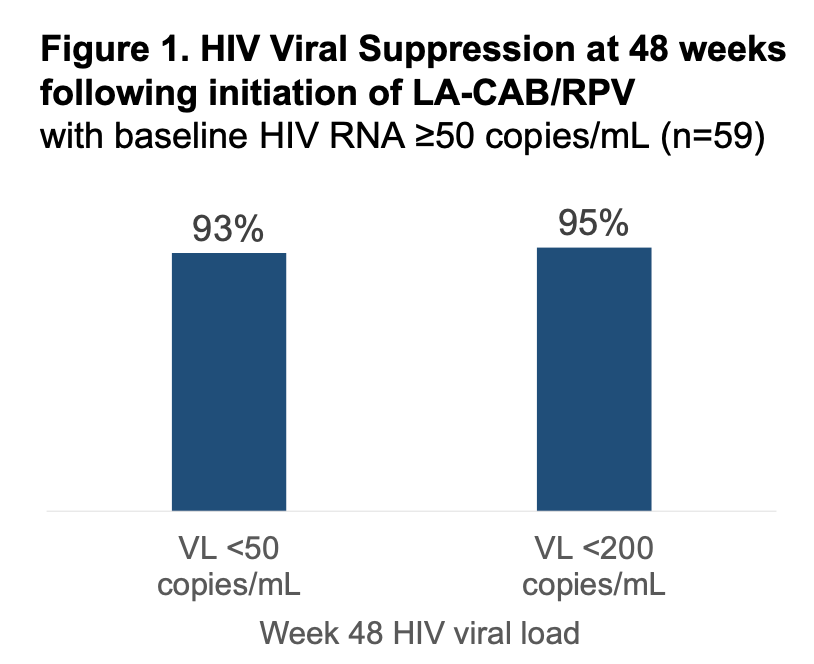 Figure 1. HIV Viral Suppression at 48 weeks
following initiation of LA-CAB/RPV
with baseline HIV RNA ≥50 copies/mL (n=59)
93%
95%
VL <50
copies/mL
VL <200
copies/mL
Week 48 HIV viral load